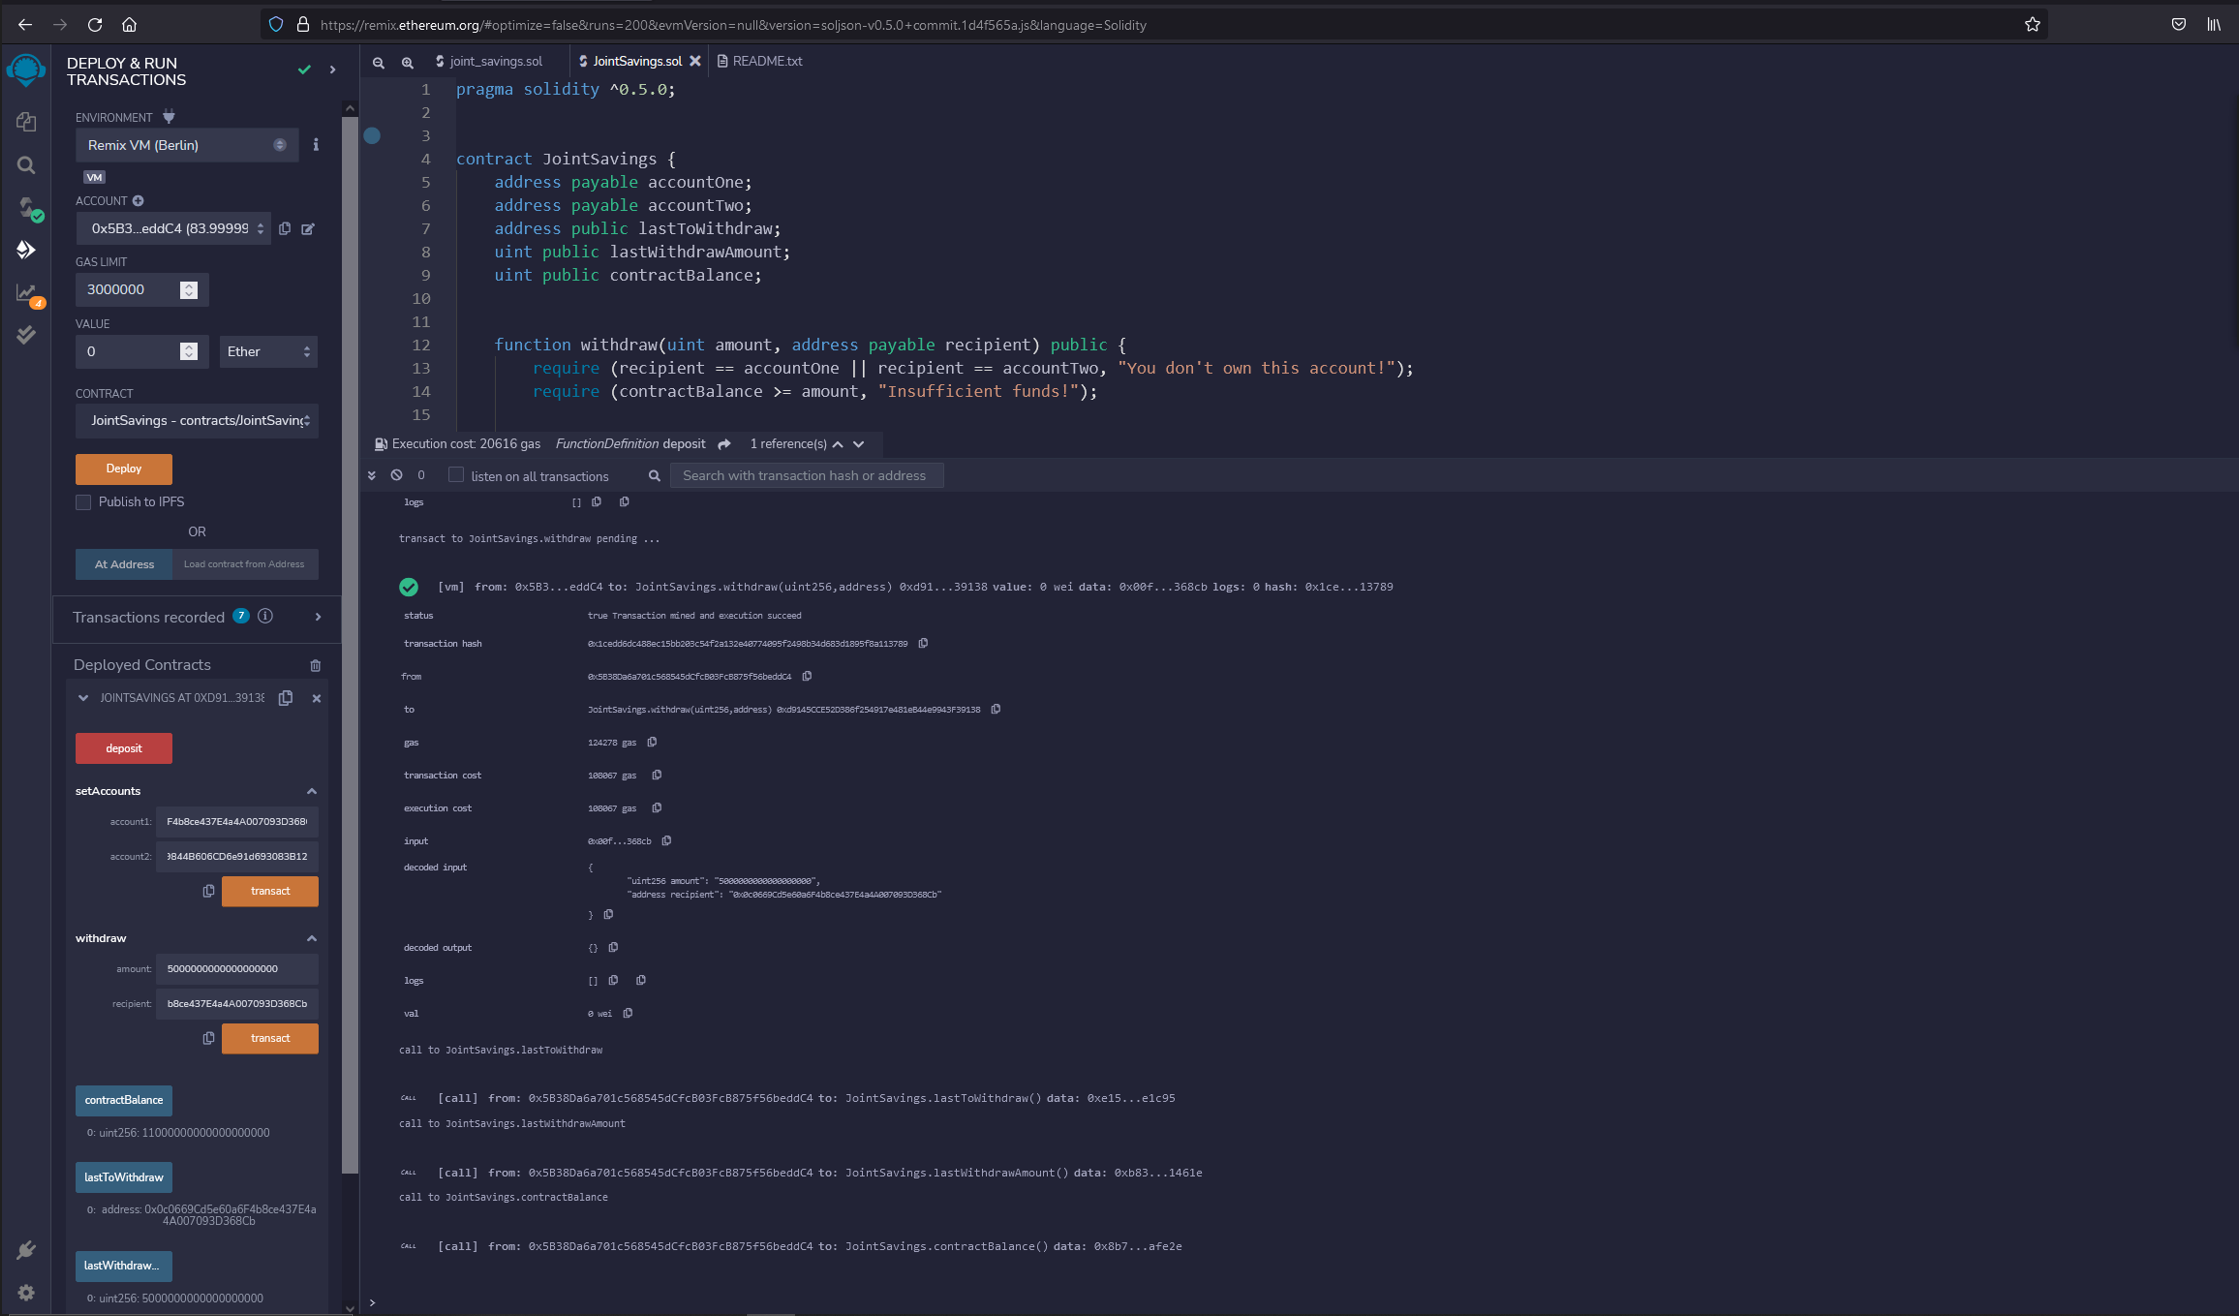 https://remix.ethereum.org/#optimize=false&runs=200&evmVersion=null&version=soljson-v0.5.0+commit.1d4f565a.js&language=Solidity
DEPLOY & RUN
TRANSACTIONS
ENVIRONMENT
Remix VM (Berlin)
VM
ACCOUNT
0x5B3...eddC4 (83.99999
GAS LIMIT
3000000
VALUE
0
Ether
CONTRACT
JointSavings - contracts/JointSaving
Deploy
Publish to IPFS
OR
At Address
Load contract from Address
Transactions recorded 7
Deployed Contracts
JOINTSAVINGS AT 0XD91...39138
deposit
setAccounts
account1: F4b8ce437E4a4A007093D368
account2: 9844B606CD6e91d693083B12
transact
withdraw
amount: 5000000000000000000
recipient: b8ce437E4a4A007093D368Cb
transact
contractBalance
0: uint256: 11000000000000000000
lastToWithdraw
0: address: 0x0c0669Cd5e60a6F4b8ce437E4a
4A007093D368Cb
lastWithdraw...
0: uint256: 5000000000000000000
4
joint_savings.sol
JointSavings.sol
README.txt
1 pragma solidity ^0.5.0;
2
3
4 contract JointSavings {
5 address payable accountOne;
6 address payable accountTwo;
7 address public lastToWithdraw;
8 uint public lastWithdrawAmount;
9 uint public contractBalance;
10
11
12 function withdraw(uint amount, address payable recipient) public {
13 require (recipient == accountOne || recipient == accountTwo, "You don't own this account!");
14 require (contractBalance >= amount, "Insufficient funds!");
15
Execution cost: 20616 gas FunctionDefinition deposit 1 reference(s)
0 listen on all transactions Search with transaction hash or address
logs []
transact to JointSavings.withdraw pending ...
[vm] from: 0x5B3...eddC4 to: JointSavings.withdraw(uint256,address) 0xd91...39138 value: 0 wei data: 0x00f...368cb logs: 0 hash: 0x1ce...13789
status true Transaction mined and execution succeed
transaction hash 0x1cedd6dc488ec15bb203c54f2a132e40774095f2498b34d683d1895f8a113789
from 0x5B38Da6a701c568545dCfcB03FcB875f56beddC4
to JointSavings.withdraw(uint256,address) 0xd9145CCE52D386f254917e481eB44e9943F39138
gas 124278 gas
transaction cost 108067 gas
execution cost 108067 gas
input 0x00f...368cb
decoded input {
"uint256 amount": "5000000000000000000",
"address recipient": "0x0c0669Cd5e60a6F4b8ce437E4a4A007093D368Cb"
}
decoded output {}
logs []
val 0 wei
call to JointSavings.lastToWithdraw
CALL [call] from: 0x5B38Da6a701c568545dCfcB03FcB875f56beddC4 to: JointSavings.lastToWithdraw() data: 0xe15...e1c95
call to JointSavings.lastWithdrawAmount
CALL [call] from: 0x5B38Da6a701c568545dCfcB03FcB875f56beddC4 to: JointSavings.lastWithdrawAmount() data: 0xb83...1461e
call to JointSavings.contractBalance
CALL [call] from: 0x5B38Da6a701c568545dCfcB03FcB875f56beddC4 to: JointSavings.contractBalance() data: 0x8b7...afe2e
>